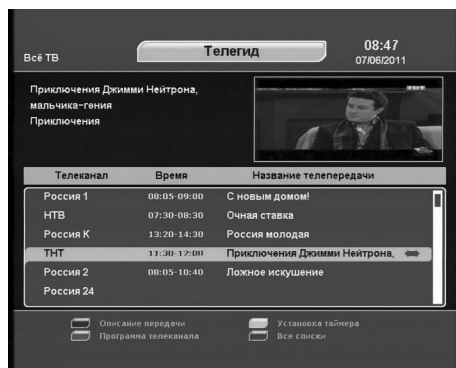 Всё ТВ
Телегид
08:47
07/06/2011
Приключения Джимми Нейтрона,
мальчика-гения
Приключения
ТНТ
Телеканал Время Название телепередачи
Россия 1 08:05-09:00 С новым домом!
НТВ 07:30-08:30 Очная ставка
Россия К 13:20-14:30 Россия молодая
ТНТ 11:30-12:00 Приключения Джимми Нейтрона,
Россия 2 08:05-10:40 Ложное искушение
Россия 24
Описание передачи Установка таймера
Программа телеканала Все списки